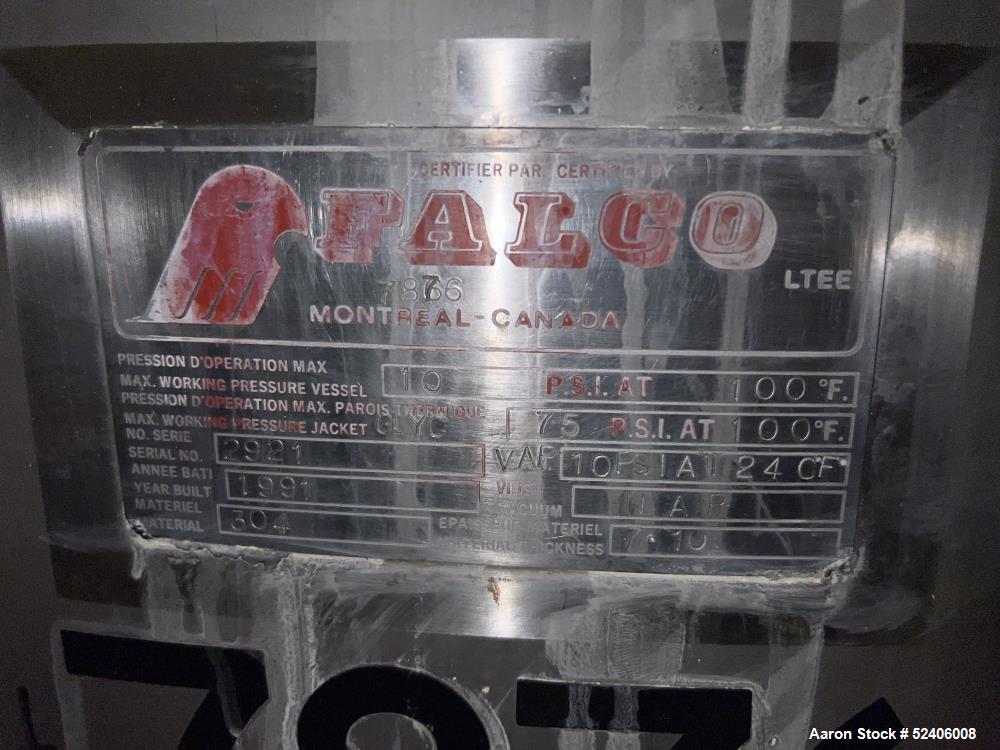 CERTIFIER PAR. CERTIFIED BY
FALCO
LTEE
MONTREAL-CANADA
PRESSION D'OPERATION MAX
MAX. WORKING PRESSURE VESSEL 10 P.S.I. AT 100 °F.
PRESSION D'OPERATION MAX. PAROIS THERMIQUE
MAX. WORKING PRESSURE JACKET GLYC 75 P.S.I. AT 100 °F.
NO. SERIE
SERIAL NO. 2921 VAP 10 PSI AT 240F
ANNEE BATI
YEAR BUILT 1991 VIDE VACUUM
MATERIEL
MATERIAL 304 EPAISSEUR MATERIEL
MATERIAL THICKNESS 7-10
Aaron Stock # 52406008